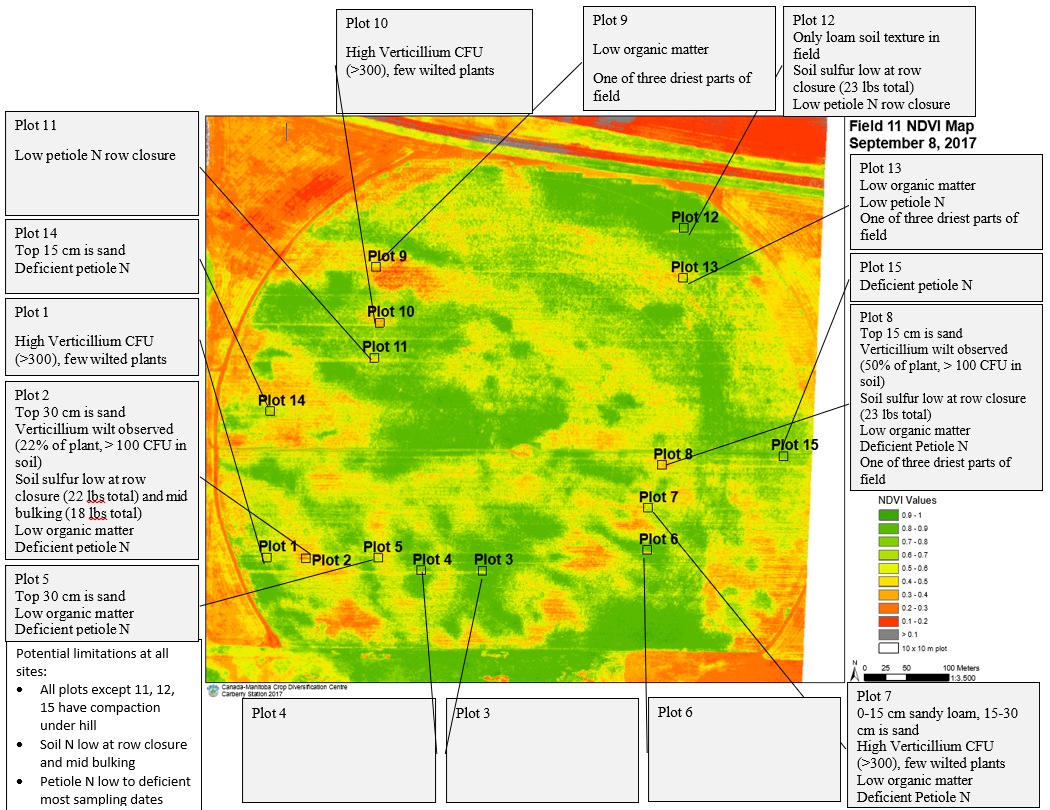 Plot 10
High Verticillium CFU
(>300), few wilted plants
Plot 9
Low organic matter
One of three driest parts of
field
Plot 12
Only loam soil texture in
field
Soil sulfur low at row
closure (23 lbs total)
Low petiole N row closure
Plot 11
Low petiole N row closure
Plot 14
Top 15 cm is sand
Deficient petiole N
Plot 1
High Verticillium CFU
(>300), few wilted plants
Plot 2
Top 30 cm is sand
Verticillium wilt observed
(22% of plant, > 100 CFU in
soil)
Soil sulfur low at row
closure (22 lbs total) and mid
bulking (18 lbs total)
Low organic matter
Deficient petiole N
Plot 5
Top 30 cm is sand
Low organic matter
Deficient petiole N
Potential limitations at all
sites:
• All plots except 11, 12,
15 have compaction
under hill
• Soil N low at row closure
and mid bulking
• Petiole N low to deficient
most sampling dates
Field 11 NDVI Map
September 8, 2017
Plot 12
Plot 13
Plot 9
Plot 10
Plot 11
Plot 14
Plot 15
Plot 8
Plot 7
Plot 6
Plot 1
Plot 2
Plot 5
Plot 4
Plot 3
Canada-Manitoba Crop Diversification Centre
Carberry Station 2017
Plot 13
Low organic matter
Low petiole N
One of three driest parts of
field
Plot 15
Deficient petiole N
Plot 8
Top 15 cm is sand
Verticillium wilt observed
(50% of plant, > 100 CFU in
soil)
Soil sulfur low at row closure
(23 lbs total)
Low organic matter
Deficient Petiole N
One of three driest parts of
field
NDVI Values
0.9 - 1
0.8 - 0.9
0.7 - 0.8
0.6 - 0.7
0.5 - 0.6
0.4 - 0.5
0.3 - 0.4
0.2 - 0.3
0.1 - 0.2
> 0.1
10 x 10 m plot
N
0 25 50 100 Meters
1:3,500
Plot 4
Plot 3
Plot 6
Plot 7
0-15 cm sandy loam, 15-30
cm is sand
High Verticillium CFU
(>300), few wilted plants
Low organic matter
Deficient Petiole N